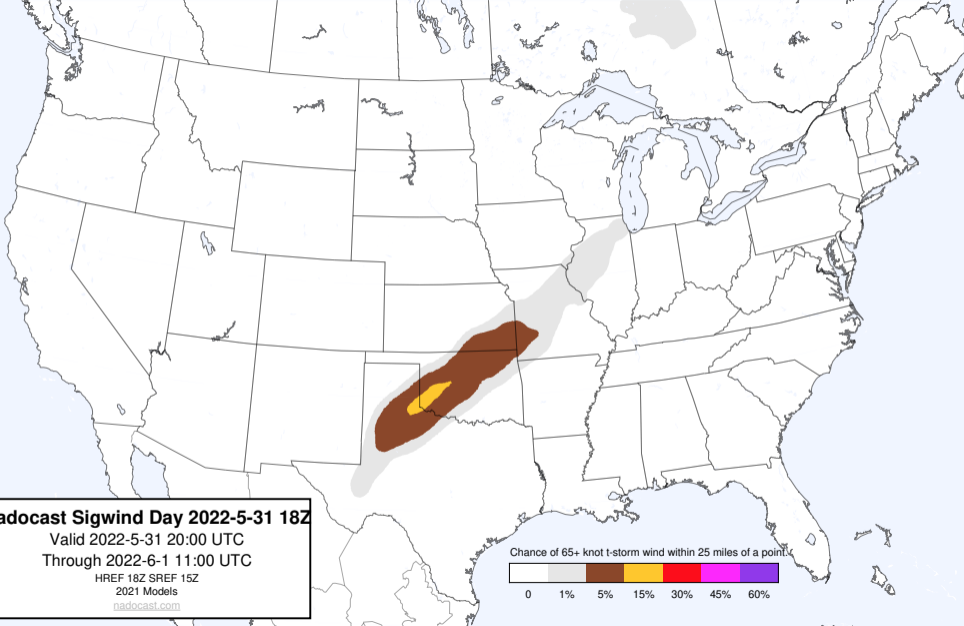 adocast Sigwind Day 2022-5-31 18Z
Valid 2022-5-31 20:00 UTC
Through 2022-6-1 11:00 UTC
HREF 18Z SREF 15Z
2021 Models
nadocast.com
Chance of 65+ knot t-storm wind within 25 miles of a point.
0 1% 5% 15% 30% 45% 60%